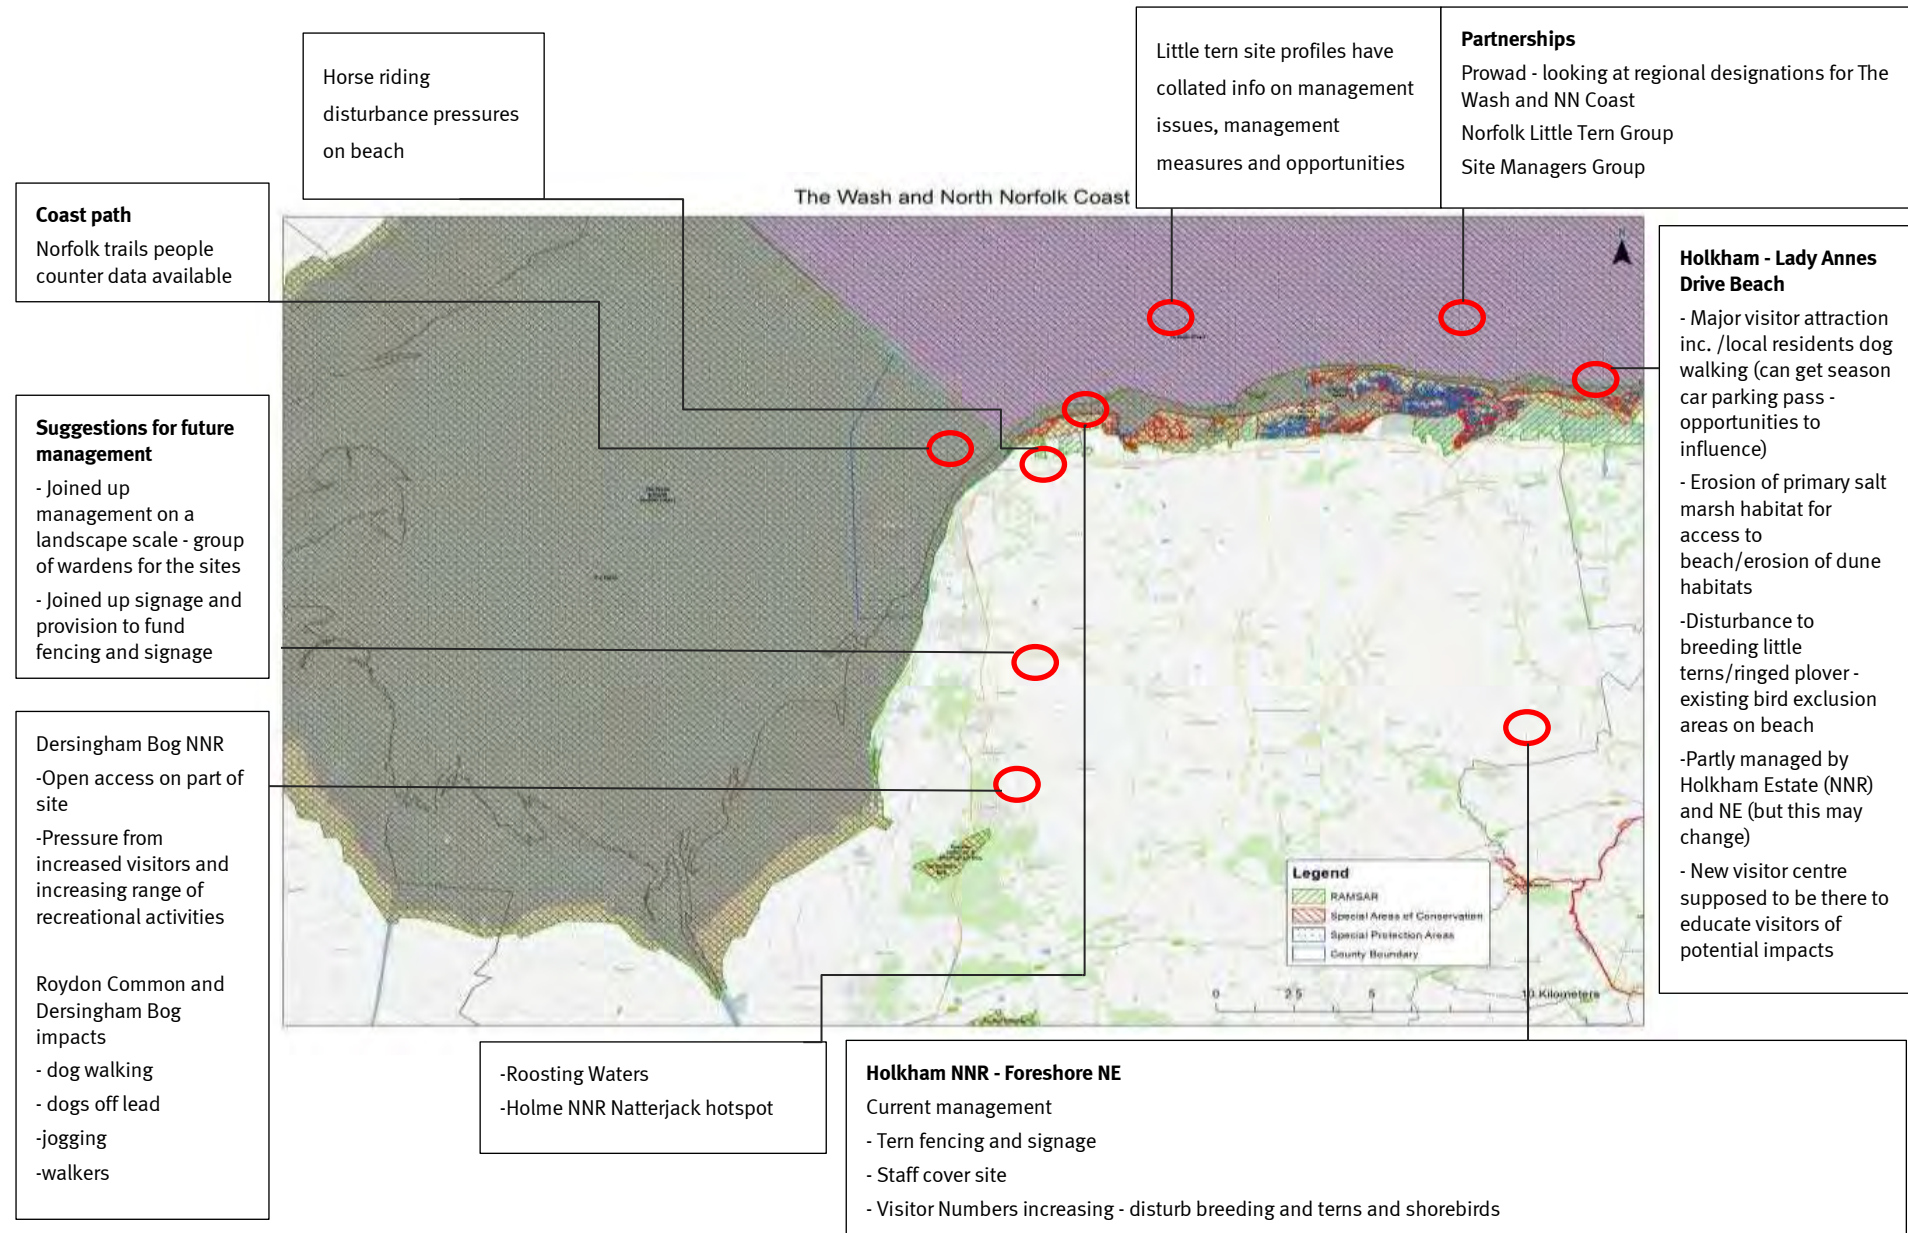 Horse riding
disturbance pressures
on beach
Little tern site profiles have
collated info on management
issues, management
measures and opportunities
Partnerships
Prowad - looking at regional designations for The
Wash and NN Coast
Norfolk Little Tern Group
Site Managers Group
Coast path
Norfolk trails people
counter data available
The Wash and North Norfolk Coast
Holkham - Lady Annes
Drive Beach
- Major visitor attraction
inc. /local residents dog
walking (can get season
car parking pass -
opportunities to
influence)
- Erosion of primary salt
marsh habitat for
access to
beach/erosion of dune
habitats
-Disturbance to
breeding little
terns/ringed plover -
existing bird exclusion
areas on beach
-Partly managed by
Holkham Estate (NNR)
and NE (but this may
change)
- New visitor centre
supposed to be there to
educate visitors of
potential impacts
Suggestions for future
management
- Joined up
management on a
landscape scale - group
of wardens for the sites
- Joined up signage and
provision to fund
fencing and signage
Dersingham Bog NNR
-Open access on part of
site
-Pressure from
increased visitors and
increasing range of
recreational activities
Roydon Common and
Dersingham Bog
impacts
- dog walking
- dogs off lead
-jogging
-walkers
Legend
RAMSAR
Special Areas of Conservation
Special Protection Areas
County Boundary
0 2.5 5 10 Kilometers
-Roosting Waters
-Holme NNR Natterjack hotspot
Holkham NNR - Foreshore NE
Current management
- Tern fencing and signage
- Staff cover site
- Visitor Numbers increasing - disturb breeding and terns and shorebirds